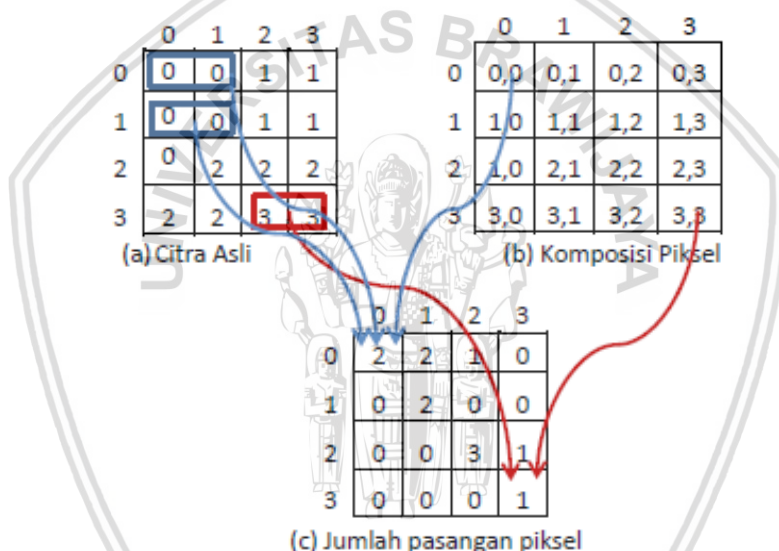 UNIVERSITAS BRAWIJAYA
0 1 2 3
0 0 0 1 1
1 0 0 1 1
2 0 2 2 2
3 2 2 3 3
(a) Citra Asli
0 1 2 3
0 0,0 0,1 0,2 0,3
1 1,0 1,1 1,2 1,3
2 1,0 2,1 2,2 2,3
3 3,0 3,1 3,2 3,3
(b) Komposisi Piksel
0 1 2 3
0 2 2 1 0
1 0 2 0 0
2 0 0 3 1
3 0 0 0 1
(c) Jumlah pasangan piksel